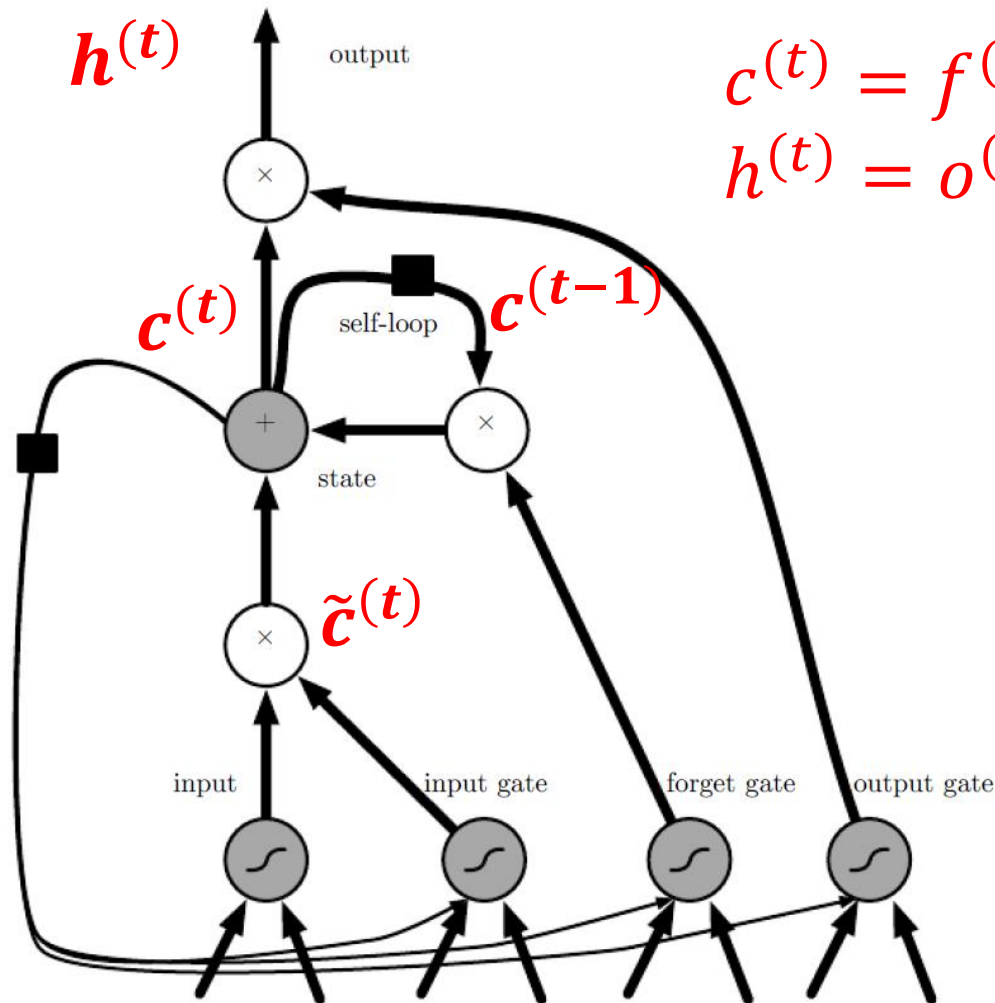 h^(t)
output
c^(t) = f^(
h^(t) = o^(
×
c^(t)
self-loop
c^(t−1)
+
×
state
×
c̃^(t)
input
input gate
forget gate
output gate